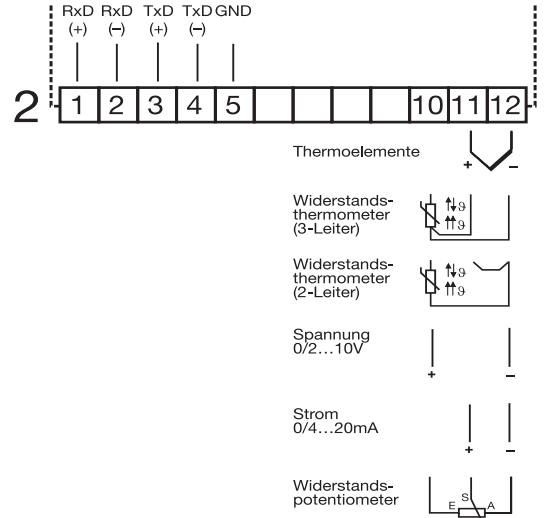 RxD RxD TxD TxD GND
(+) (–) (+) (–)
2 1 2 3 4 5 10 11 12
Thermoelemente + –
Widerstands-
thermometer
(3-Leiter)
ϑ
ϑ
Widerstands-
thermometer
(2-Leiter)
ϑ
ϑ
Spannung
0/2...10V
+ –
Strom
0/4...20mA
+ –
Widerstands-
potentiometer
E S A